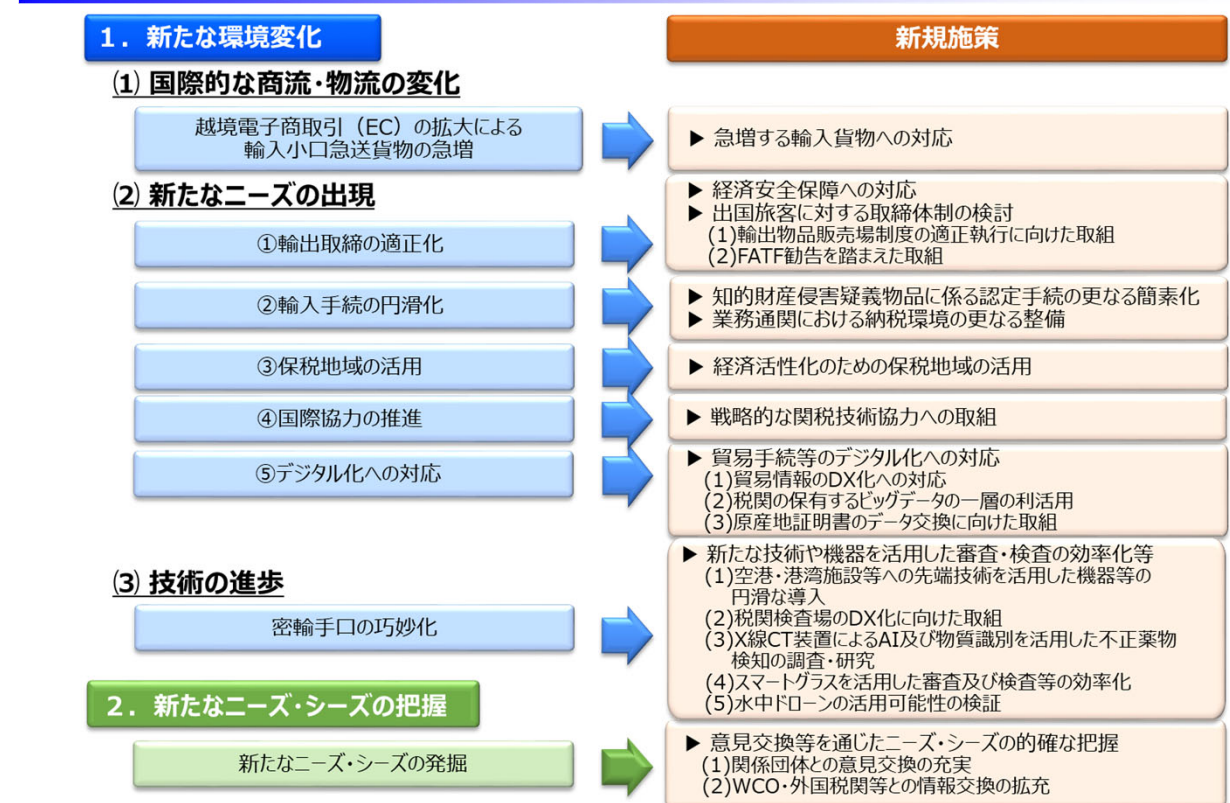 1．新たな環境変化
新規施策
⑴ 国際的な商流・物流の変化
越境電子商取引（EC）の拡大による
輸入小口急送貨物の急増
▶ 急増する輸入貨物への対応
⑵ 新たなニーズの出現
①輸出取締の適正化
▶ 経済安全保障への対応
▶ 出国旅客に対する取締体制の検討
(1)輸出物品販売場制度の適正執行に向けた取組
(2)FATF勧告を踏まえた取組
②輸入手続の円滑化
▶ 知的財産侵害疑義物品に係る認定手続の更なる簡素化
▶ 業務通関における納税環境の更なる整備
③保税地域の活用
▶ 経済活性化のための保税地域の活用
④国際協力の推進
▶ 戦略的な関税技術協力への取組
⑤デジタル化への対応
▶ 貿易手続等のデジタル化への対応
(1)貿易情報のDX化への対応
(2)税関の保有するビッグデータの一層の利活用
(3)原産地証明書のデータ交換に向けた取組
⑶ 技術の進歩
密輸手口の巧妙化
▶ 新たな技術や機器を活用した審査・検査の効率化等
(1)空港・港湾施設等への先端技術を活用した機器等の
円滑な導入
(2)税関検査場のDX化に向けた取組
(3)X線CT装置によるAI及び物質識別を活用した不正薬物
検知の調査・研究
(4)スマートグラスを活用した審査及び検査等の効率化
(5)水中ドローンの活用可能性の検証
2．新たなニーズ・シーズの把握
新たなニーズ・シーズの発掘
▶ 意見交換等を通じたニーズ・シーズの的確な把握
(1)関係団体との意見交換の充実
(2)WCO・外国税関等との情報交換の拡充